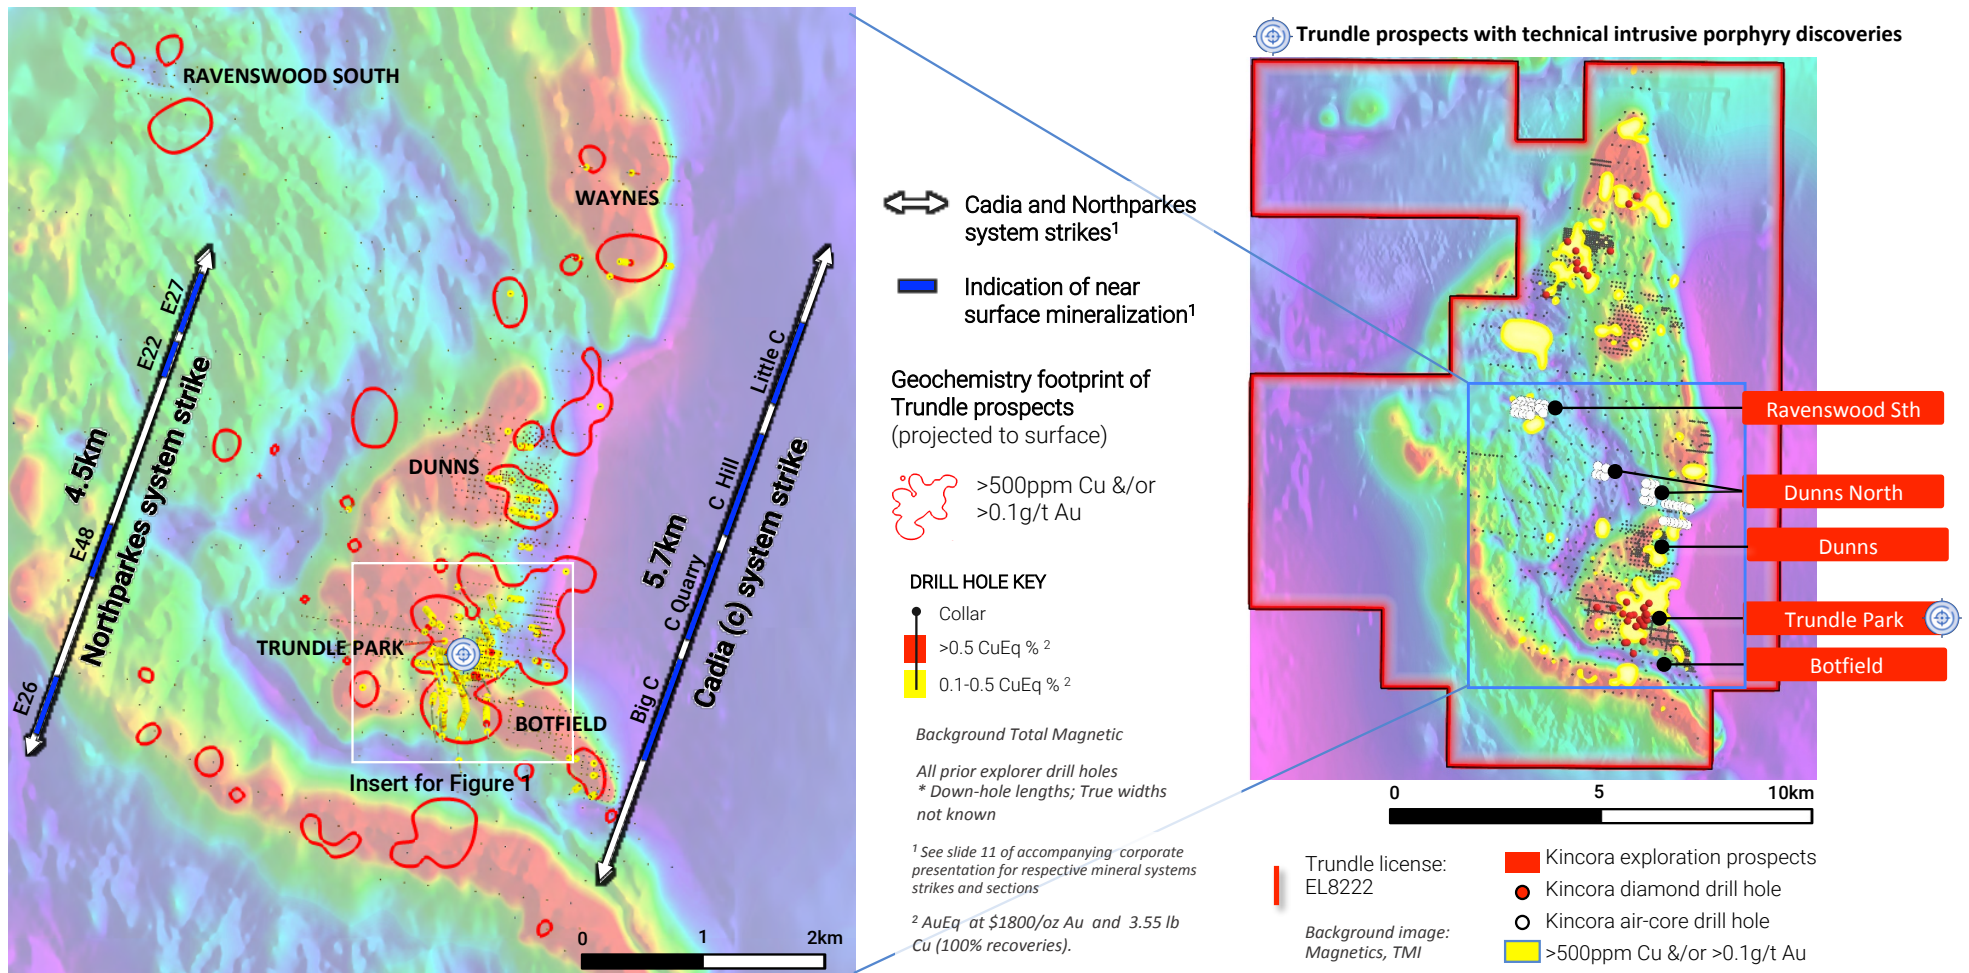 RAVENSWOOD SOUTH
WAYNES
DUNNS
TRUNDLE PARK
BOTFIELD
Insert for Figure 1
E27
E22
E48
E26
4.5km
Northparkes system strike
Little C
C Hill
C Quarry
Big C
5.7km
Cadia (c) system strike
0 1 2km
Cadia and Northparkes
system strikes¹
Indication of near
surface mineralization¹
Geochemistry footprint of
Trundle prospects
(projected to surface)
>500ppm Cu &/or
>0.1g/t Au
DRILL HOLE KEY
Collar
>0.5 CuEq % ²
0.1-0.5 CuEq % ²
Background Total Magnetic
All prior explorer drill holes
* Down-hole lengths; True widths
not known
¹ See slide 11 of accompanying corporate
presentation for respective mineral systems
strikes and sections
² AuEq at $1800/oz Au and 3.55 lb
Cu (100% recoveries).
Trundle prospects with technical intrusive porphyry discoveries
Ravenswood Sth
Dunns North
Dunns
Trundle Park
Botfield
0 5 10km
Trundle license:
EL8222
Background image:
Magnetics, TMI
Kincora exploration prospects
Kincora diamond drill hole
Kincora air-core drill hole
>500ppm Cu &/or >0.1g/t Au